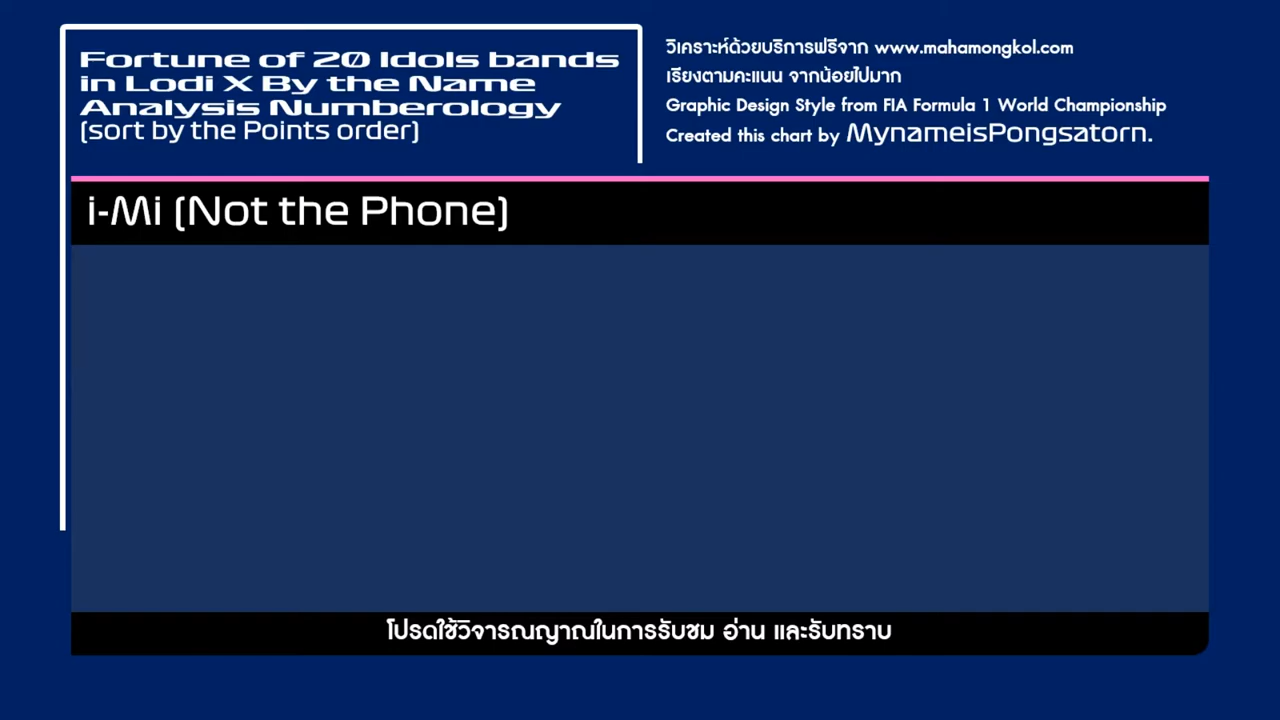 Fortune of 20 Idols bands
in Lodi X By the Name
Analysis Numberology
(sort by the Points order)
วิเคราะห์ด้วยบริการฟรีจาก www.mahamongkol.com
เรียงตามคะแนน จากน้อยไปมาก
Graphic Design Style from FIA Formula 1 World Championship
Created this chart by MynameisPongsatorn.
i-Mi (Not the Phone)
โปรดใช้วิจารณญาณในการรับชม อ่าน และรับทราบ